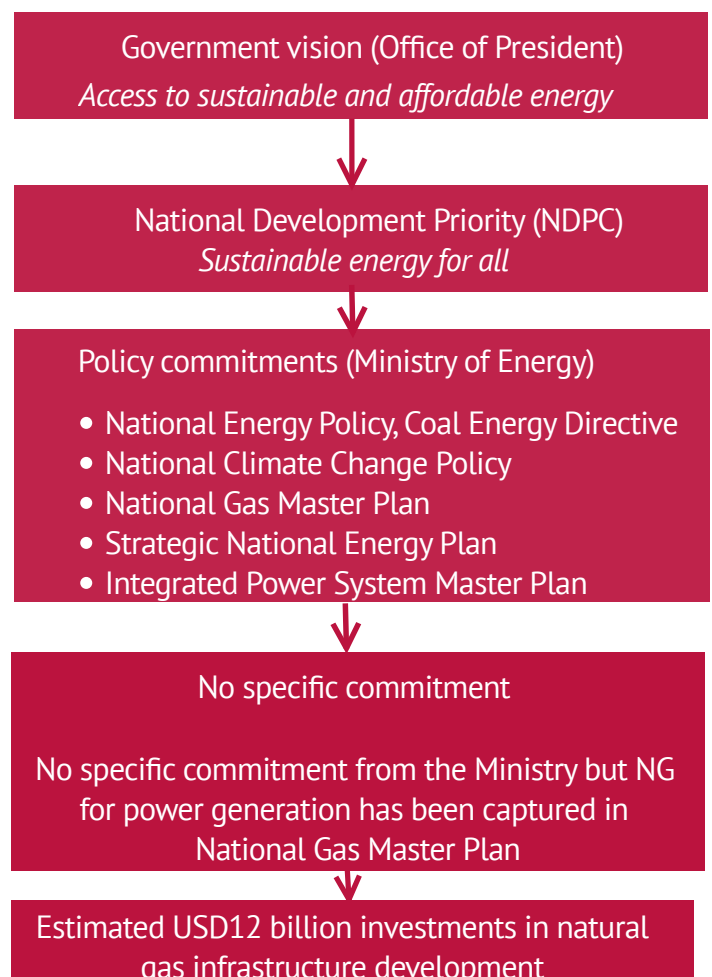 Government vision (Office of President)
Access to sustainable and affordable energy
National Development Priority (NDPC)
Sustainable energy for all
Policy commitments (Ministry of Energy)
• National Energy Policy, Coal Energy Directive
• National Climate Change Policy
• National Gas Master Plan
• Strategic National Energy Plan
• Integrated Power System Master Plan
No specific commitment
No specific commitment from the Ministry but NG
for power generation has been captured in
National Gas Master Plan
Estimated USD12 billion investments in natural
gas infrastructure development